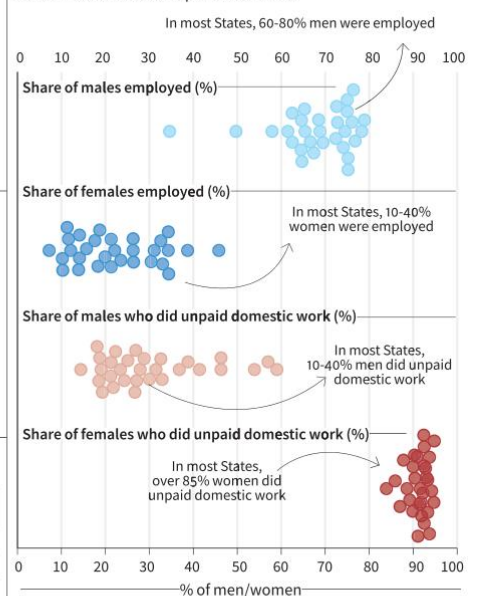 In most States, 60-80% men were employed
0 10 20 30 40 50 60 70 80 90 100
Share of males employed (%)
Share of females employed (%)
In most States, 10-40%
women were employed
Share of males who did unpaid domestic work (%)
In most States,
10-40% men did unpaid
domestic work
Share of females who did unpaid domestic work (%)
In most States,
over 85% women did
unpaid domestic work
0 10 20 30 40 50 60 70 80 90 100
% of men/women